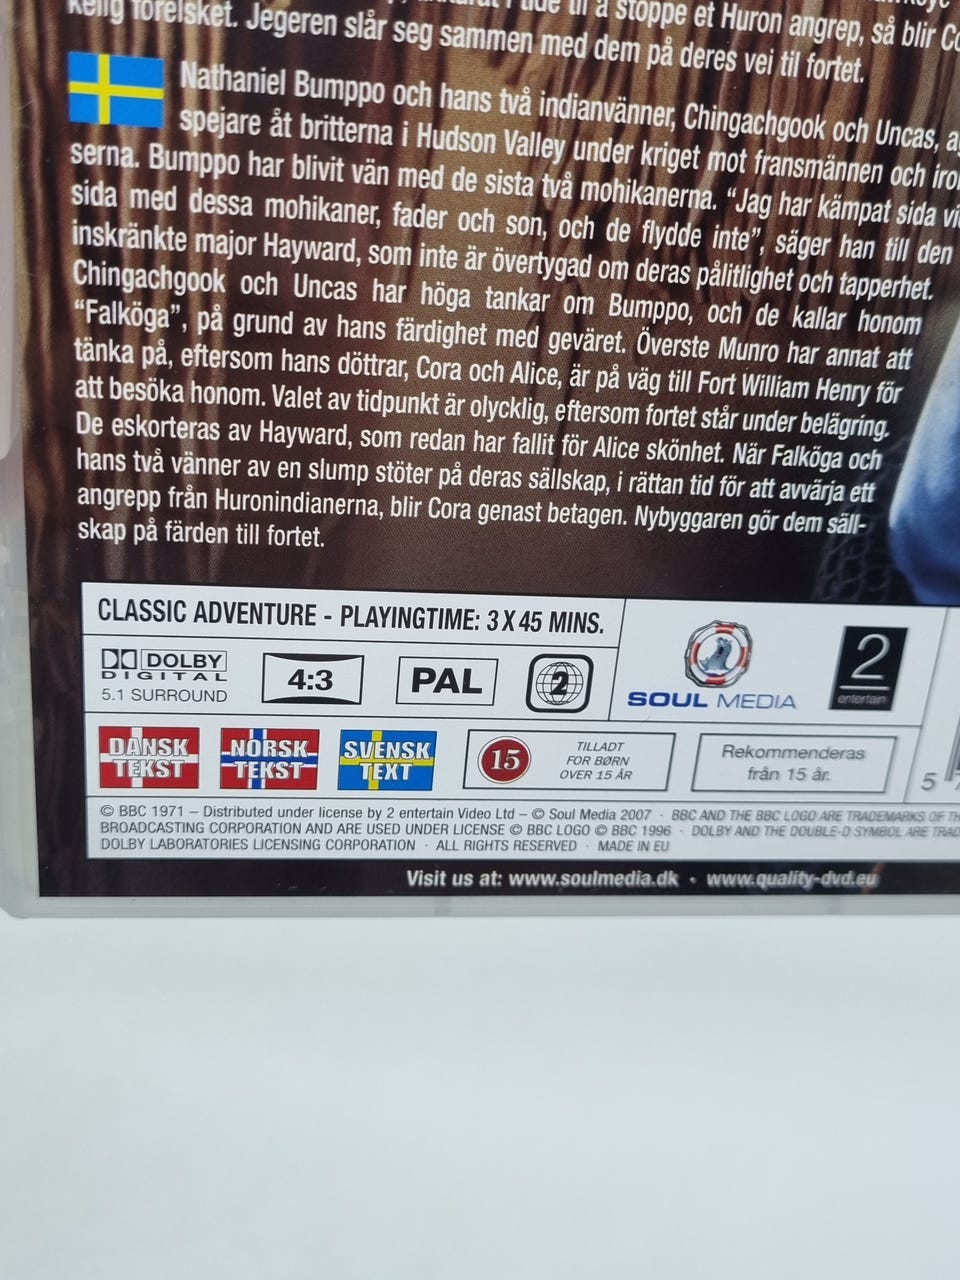 til å stoppe et Huron angrep, så blir
forelsket. Jegeren slår seg sammen med dem på deres vei til fortet.
Nathaniel Bumppo och hans två indianvänner, Chingachgook och Uncas,
spejare åt britterna i Hudson Valley under kriget mot fransmännen och
serna. Bumppo har blivit vän med de sista två mohikanerna. “Jag har kämpat sida
sida med dessa mohikaner, fader och son, och de flydde inte”, säger han till den
inskränkte major Hayward, som inte är övertygad om deras pålitlighet och tapperhet.
Chingachgook och Uncas har höga tankar om Bumppo, och de kallar honom
“Falköga”, på grund av hans färdighet med geväret. Överste Munro har annat att
tänka på, eftersom hans döttrar, Cora och Alice, är på väg till Fort William Henry för
att besöka honom. Valet av tidpunkt är olycklig, eftersom fortet står under belägring.
De eskorteras av Hayward, som redan har fallit för Alice skönhet. När Falköga och
hans två vänner av en slump stöter på deras sällskap, i rättan tid för att avvärja ett
angrepp från Huronindianerna, blir Cora genast betagen. Nybyggaren gör dem säll-
skap på färden till fortet.
CLASSIC ADVENTURE - PLAYINGTIME: 3 X 45 MINS.
DOLBY
DIGITAL
5.1 SURROUND
4:3
PAL
2
SOUL MEDIA
2
entertain
DANSK
TEKST
NORSK
TEKST
SVENSK
TEXT
15
TILLADT
FOR BØRN
OVER 15 ÅR
Rekommenderas
från 15 år.
5
© BBC 1971 – Distributed under license by 2 entertain Video Ltd – © Soul Media 2007 · BBC AND THE BBC LOGO ARE TRADEMARKS OF
BROADCASTING CORPORATION AND ARE USED UNDER LICENSE © BBC LOGO © BBC 1996 · DOLBY AND THE DOUBLE-D SYMBOL ARE
DOLBY LABORATORIES LICENSING CORPORATION · ALL RIGHTS RESERVED · MADE IN EU
Visit us at: www.soulmedia.dk • www.quality-dvd.eu